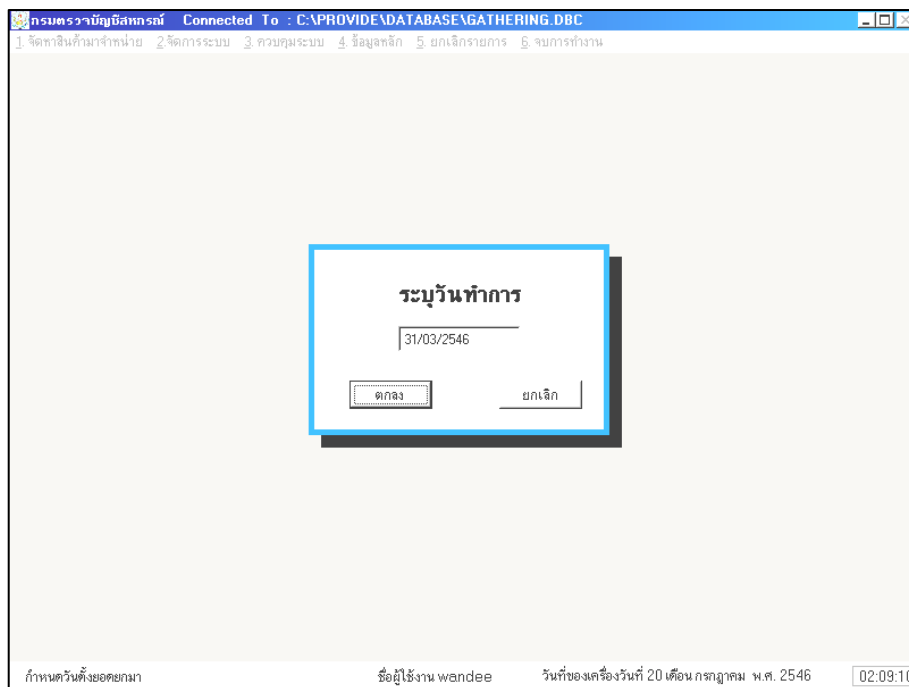 กรมตรวจบัญชีสหกรณ์ Connected To : C:\PROVIDE\DATABASE\GATHERING.DBC
1. จัดหาสินค้ามาจำหน่าย 2.จัดการระบบ 3. ควบคุมระบบ 4. ข้อมูลหลัก 5. ยกเลิกรายการ 6. จบการทำงาน
ระบุวันทำการ
31/03/2546
ตกลง ยกเลิก
กำหนดวันตั้งยอดยกมา ชื่อผู้ใช้งาน wandee วันที่ของเครื่องวันที่ 20 เดือน กรกฎาคม พ.ศ. 2546 02:09:10